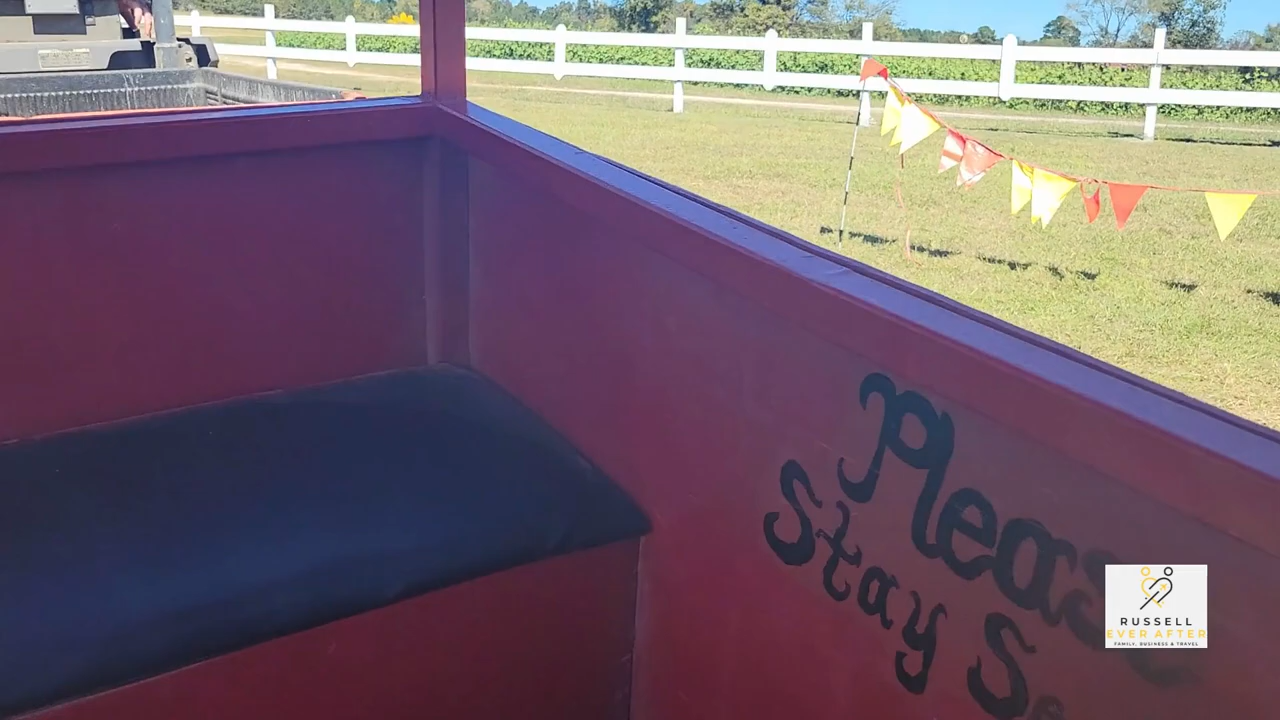 Please
Stay S
RUSSELL
EVER AFTER
FAMILY, BUSINESS & TRAVEL